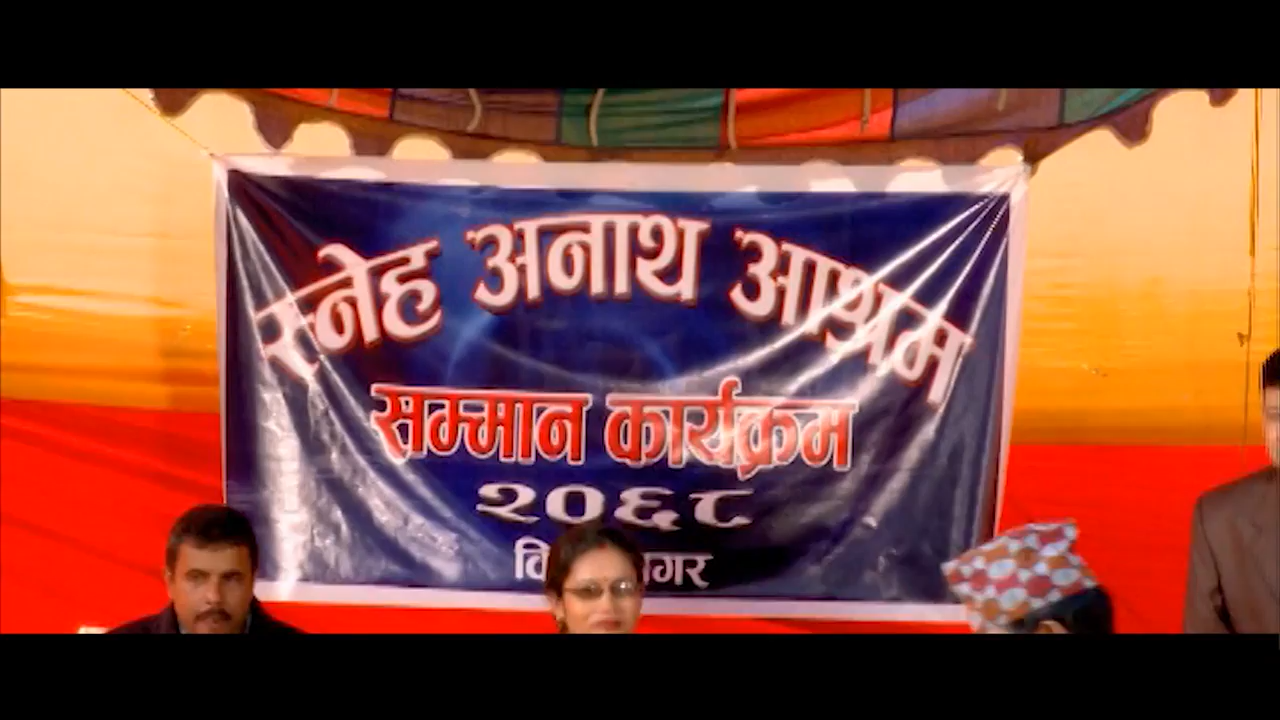 स्नेह अनाथ आश्रम
सम्मान कार्यक्रम
२०६८